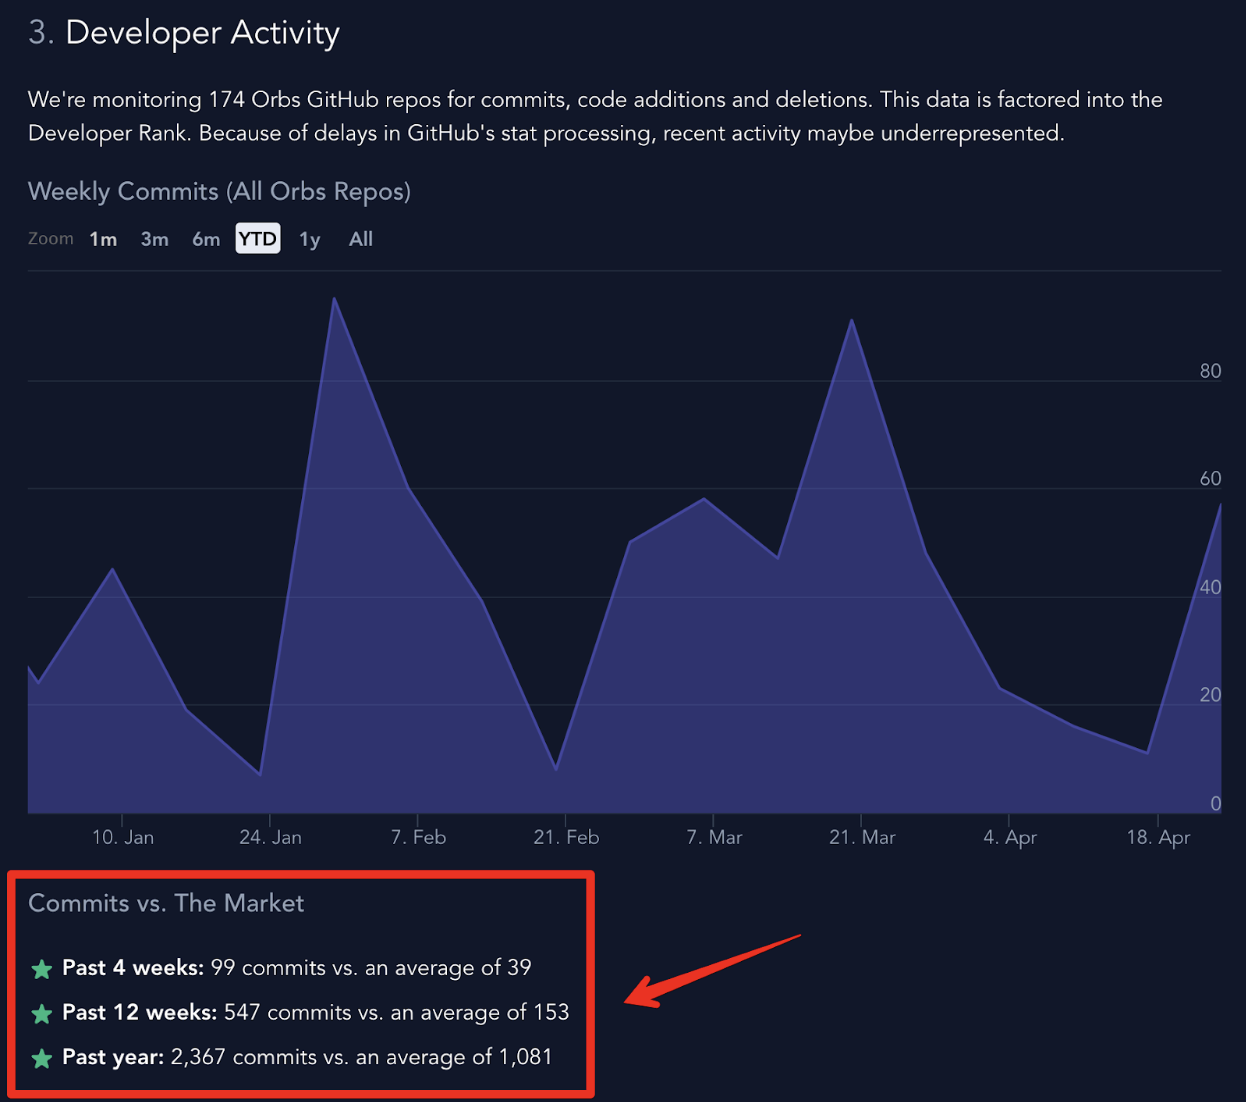 3. Developer Activity
We're monitoring 174 Orbs GitHub repos for commits, code additions and deletions. This data is factored into the
Developer Rank. Because of delays in GitHub's stat processing, recent activity maybe underrepresented.
Weekly Commits (All Orbs Repos)
Zoom 1m 3m 6m YTD 1y All
80
60
40
20
0
10. Jan 24. Jan 7. Feb 21. Feb 7. Mar 21. Mar 4. Apr 18. Apr
Commits vs. The Market
Past 4 weeks: 99 commits vs. an average of 39
Past 12 weeks: 547 commits vs. an average of 153
Past year: 2,367 commits vs. an average of 1,081